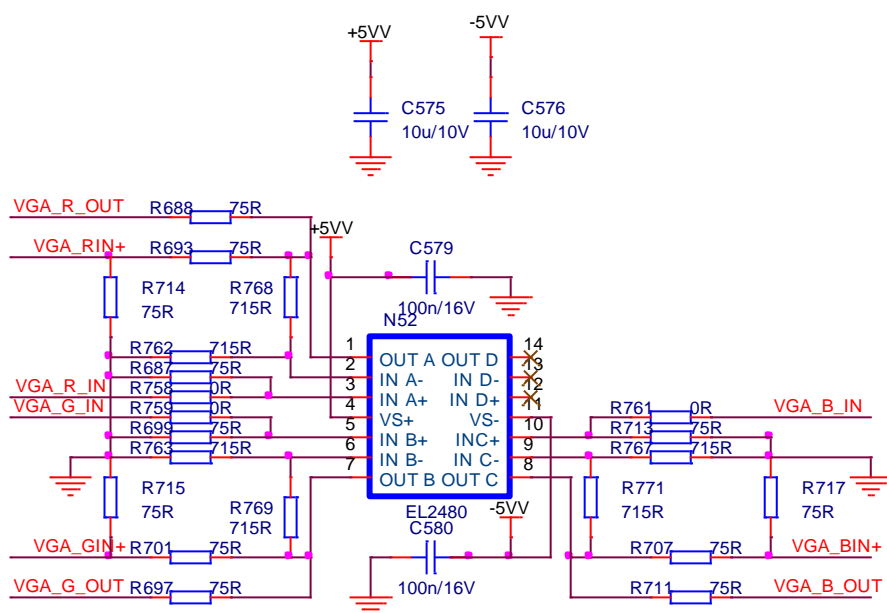 +5VV
-5VV
C575
10u/10V
C576
10u/10V
VGA_R_OUT
R688
75R
VGA_RIN+
R693
75R
+5VV
C579
100n/16V
R714
75R
R768
715R
N52
R762
715R
R687
75R
VGA_R_IN
R758
0R
VGA_G_IN
R759
0R
R699
75R
R763
715R
1
2
3
4
5
6
7
OUT A
OUT D
IN A-
IN D-
IN A+
IN D+
VS+
VS-
IN B+
INC+
IN B-
IN C-
OUT B
OUT C
14
13
12
11
10
9
8
R761
0R
VGA_B_IN
R713
75R
R767
715R
R715
75R
R769
715R
EL2480
C580
100n/16V
-5VV
R771
715R
R717
75R
VGA_GIN+
R701
75R
R707
75R
VGA_BIN+
VGA_G_OUT
R697
75R
R711
75R
VGA_B_OUT